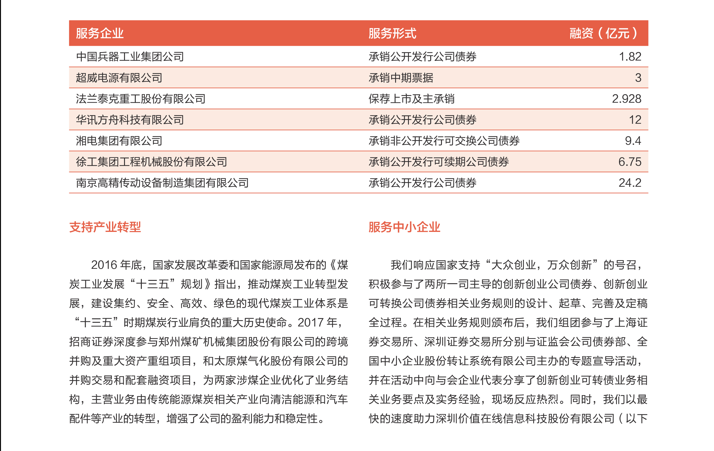 服务企业 服务形式 融资（亿元）
中国兵器工业集团公司 承销公开发行公司债券 1.82
超威电源有限公司 承销中期票据 3
法兰泰克重工股份有限公司 保荐上市及主承销 2.928
华讯方舟科技有限公司 承销公开发行公司债券 12
湘电集团有限公司 承销非公开发行可交换公司债券 9.4
徐工集团工程机械股份有限公司 承销公开发行可续期公司债券 6.75
南京高精传动设备制造集团有限公司 承销公开发行公司债券 24.2
支持产业转型
2016 年底，国家发展改革委和国家能源局发布的《煤
炭工业发展“十三五”规划》指出，推动煤炭工业转型发
展，建设集约、安全、高效、绿色的现代煤炭工业体系是
“十三五”时期煤炭行业肩负的重大历史使命。2017 年，
招商证券深度参与郑州煤矿机械集团股份有限公司的跨境
并购及重大资产重组项目，和太原煤气化股份有限公司的
并购交易和配套融资项目，为两家涉煤企业优化了业务结
构，主营业务由传统能源煤炭相关产业向清洁能源和汽车
配件等产业的转型，增强了公司的盈利能力和稳定性。
服务中小企业
我们响应国家支持“大众创业，万众创新”的号召，
积极参与了两所一司主导的创新创业公司债券、创新创业
可转换公司债券相关业务规则的设计、起草、完善及定稿
全过程。在相关业务规则颁布后，我们组团参与了上海证
券交易所、深圳证券交易所分别与证监会公司债券部、全
国中小企业股份转让系统有限公司主办的专题宣导活动，
并在活动中向与会企业代表分享了创新创业可转债业务相
关业务要点及实务经验，现场反应热烈。同时，我们以最
快的速度助力深圳价值在线信息科技股份有限公司（以下